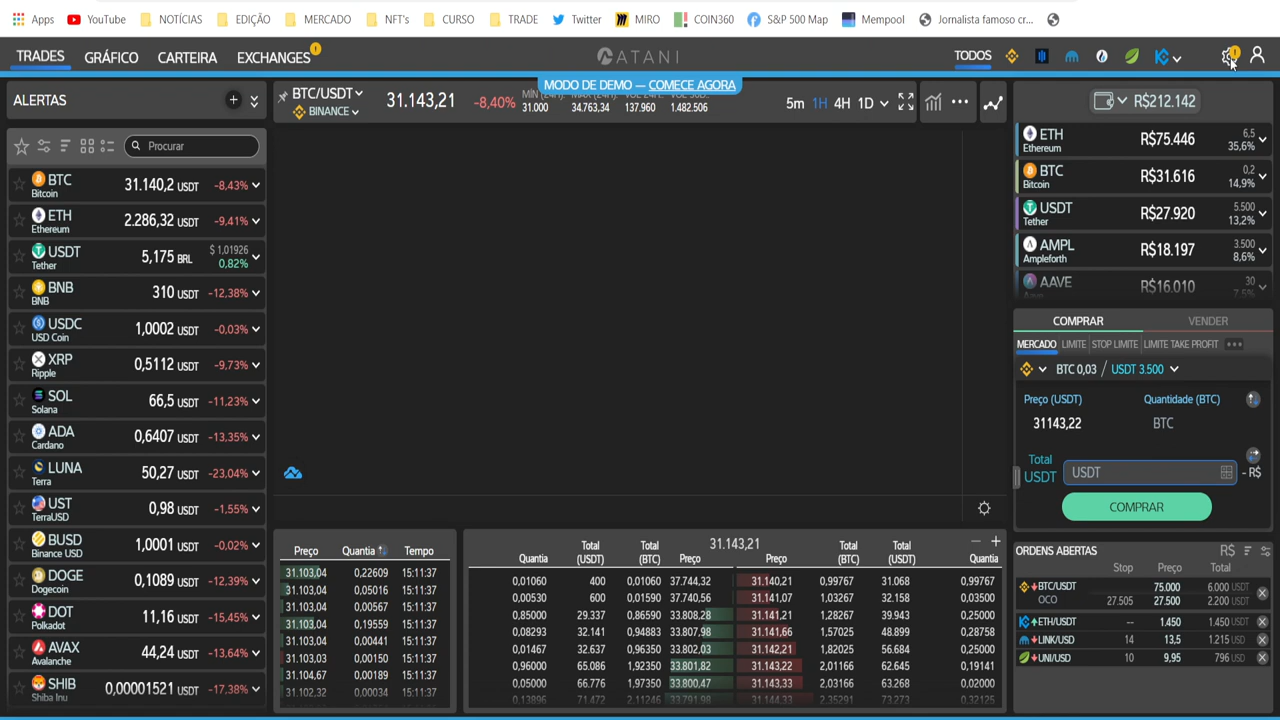 Apps YouTube NOTÍCIAS EDIÇÃO MERCADO NFT's CURSO TRADE Twitter MIRO COIN360 S&P 500 Map Mempool Jornalista famoso cr...
TRADES GRÁFICO CARTEIRA EXCHANGES ATANI TODOS
MODO DE DEMO — COMECE AGORA
ALERTAS
Procurar
BTC 31.140,2 USDT -8,43%
Bitcoin
ETH 2.286,32 USDT -9,41%
Ethereum
USDT 5,175 BRL $ 1,01926
Tether 0,82%
BNB 310 USDT -12,38%
BNB
USDC 1,0002 USDT -0,03%
USD Coin
XRP 0,5112 USDT -9,73%
Ripple
SOL 66,5 USDT -11,23%
Solana
ADA 0,6407 USDT -13,35%
Cardano
LUNA 50,27 USDT -23,04%
Terra
UST 0,98 USDT -1,55%
TerraUSD
BUSD 1,0001 USDT -0,02%
Binance USD
DOGE 0,1089 USDT -12,39%
Dogecoin
DOT 11,16 USDT -15,45%
Polkadot
AVAX 44,24 USDT -13,64%
Avalanche
SHIB 0,00001521 USDT -17,38%
Shiba Inu
BTC/USDT 31.143,21 -8,40%
BINANCE 31.000 34.763,34 137.960 1.482.506
5m 1H 4H 1D
Preço Quantia Tempo
31.103,04 0,22609 15:11:37
31.103,04 0,05016 15:11:37
31.103,04 0,00567 15:11:37
31.103,04 0,19559 15:11:37
31.103,04 0,00441 15:11:37
31.103,03 0,00150 15:11:37
31.104,67 0,00189 15:11:37
31.102,32 0,00034 15:11:37
31.143,21
Quantia Total (USDT) Total (BTC) Preço Preço Total (BTC) Total (USDT) Quantia
0,01060 400 0,01060 37.744,32 31.140,21 0,99767 31.068 0,99767
0,00530 600 0,01590 37.740,56 31.141,07 1,03267 32.158 0,03500
0,85000 29.337 0,86590 33.808,28 31.141,21 1,28267 39.943 0,25000
0,08293 32.141 0,94883 33.807,98 31.141,66 1,57025 48.899 0,28758
0,01467 32.637 0,96350 33.802,03 31.142,21 1,82025 56.684 0,25000
0,96000 65.086 1,92350 33.801,82 31.143,22 2,01166 62.645 0,19141
0,05000 66.776 1,97350 33.800,47 31.143,33 2,03166 63.268 0,02000
0,13896 71.472 2,11246 33.791,98 31.144,33 2,35291 73.273 0,32125
R$212.142
ETH R$75.446 6,5
Ethereum 35,6%
BTC R$31.616 0,2
Bitcoin 14,9%
USDT R$27.920 5.500
Tether 13,2%
AMPL R$18.197 3.500
Ampleforth 8,6%
AAVE R$16.010 30
7,5%
COMPRAR VENDER
MERCADO LIMITE STOP LIMITE LIMITE TAKE PROFIT
BTC 0,03 / USDT 3.500
Preço (USDT) Quantidade (BTC)
31143,22 BTC
Total
USDT USDT - R$
COMPRAR
ORDENS ABERTAS R$
Stop Preço Total
BTC/USDT 75.000 6.000 USDT
OCO 27.505 27.500 2.200 USDT
ETH/USDT -- 1.450 1.450 USDT
LINK/USD 14 13,5 1.215 USD
UNI/USD 10 9,95 796 USD